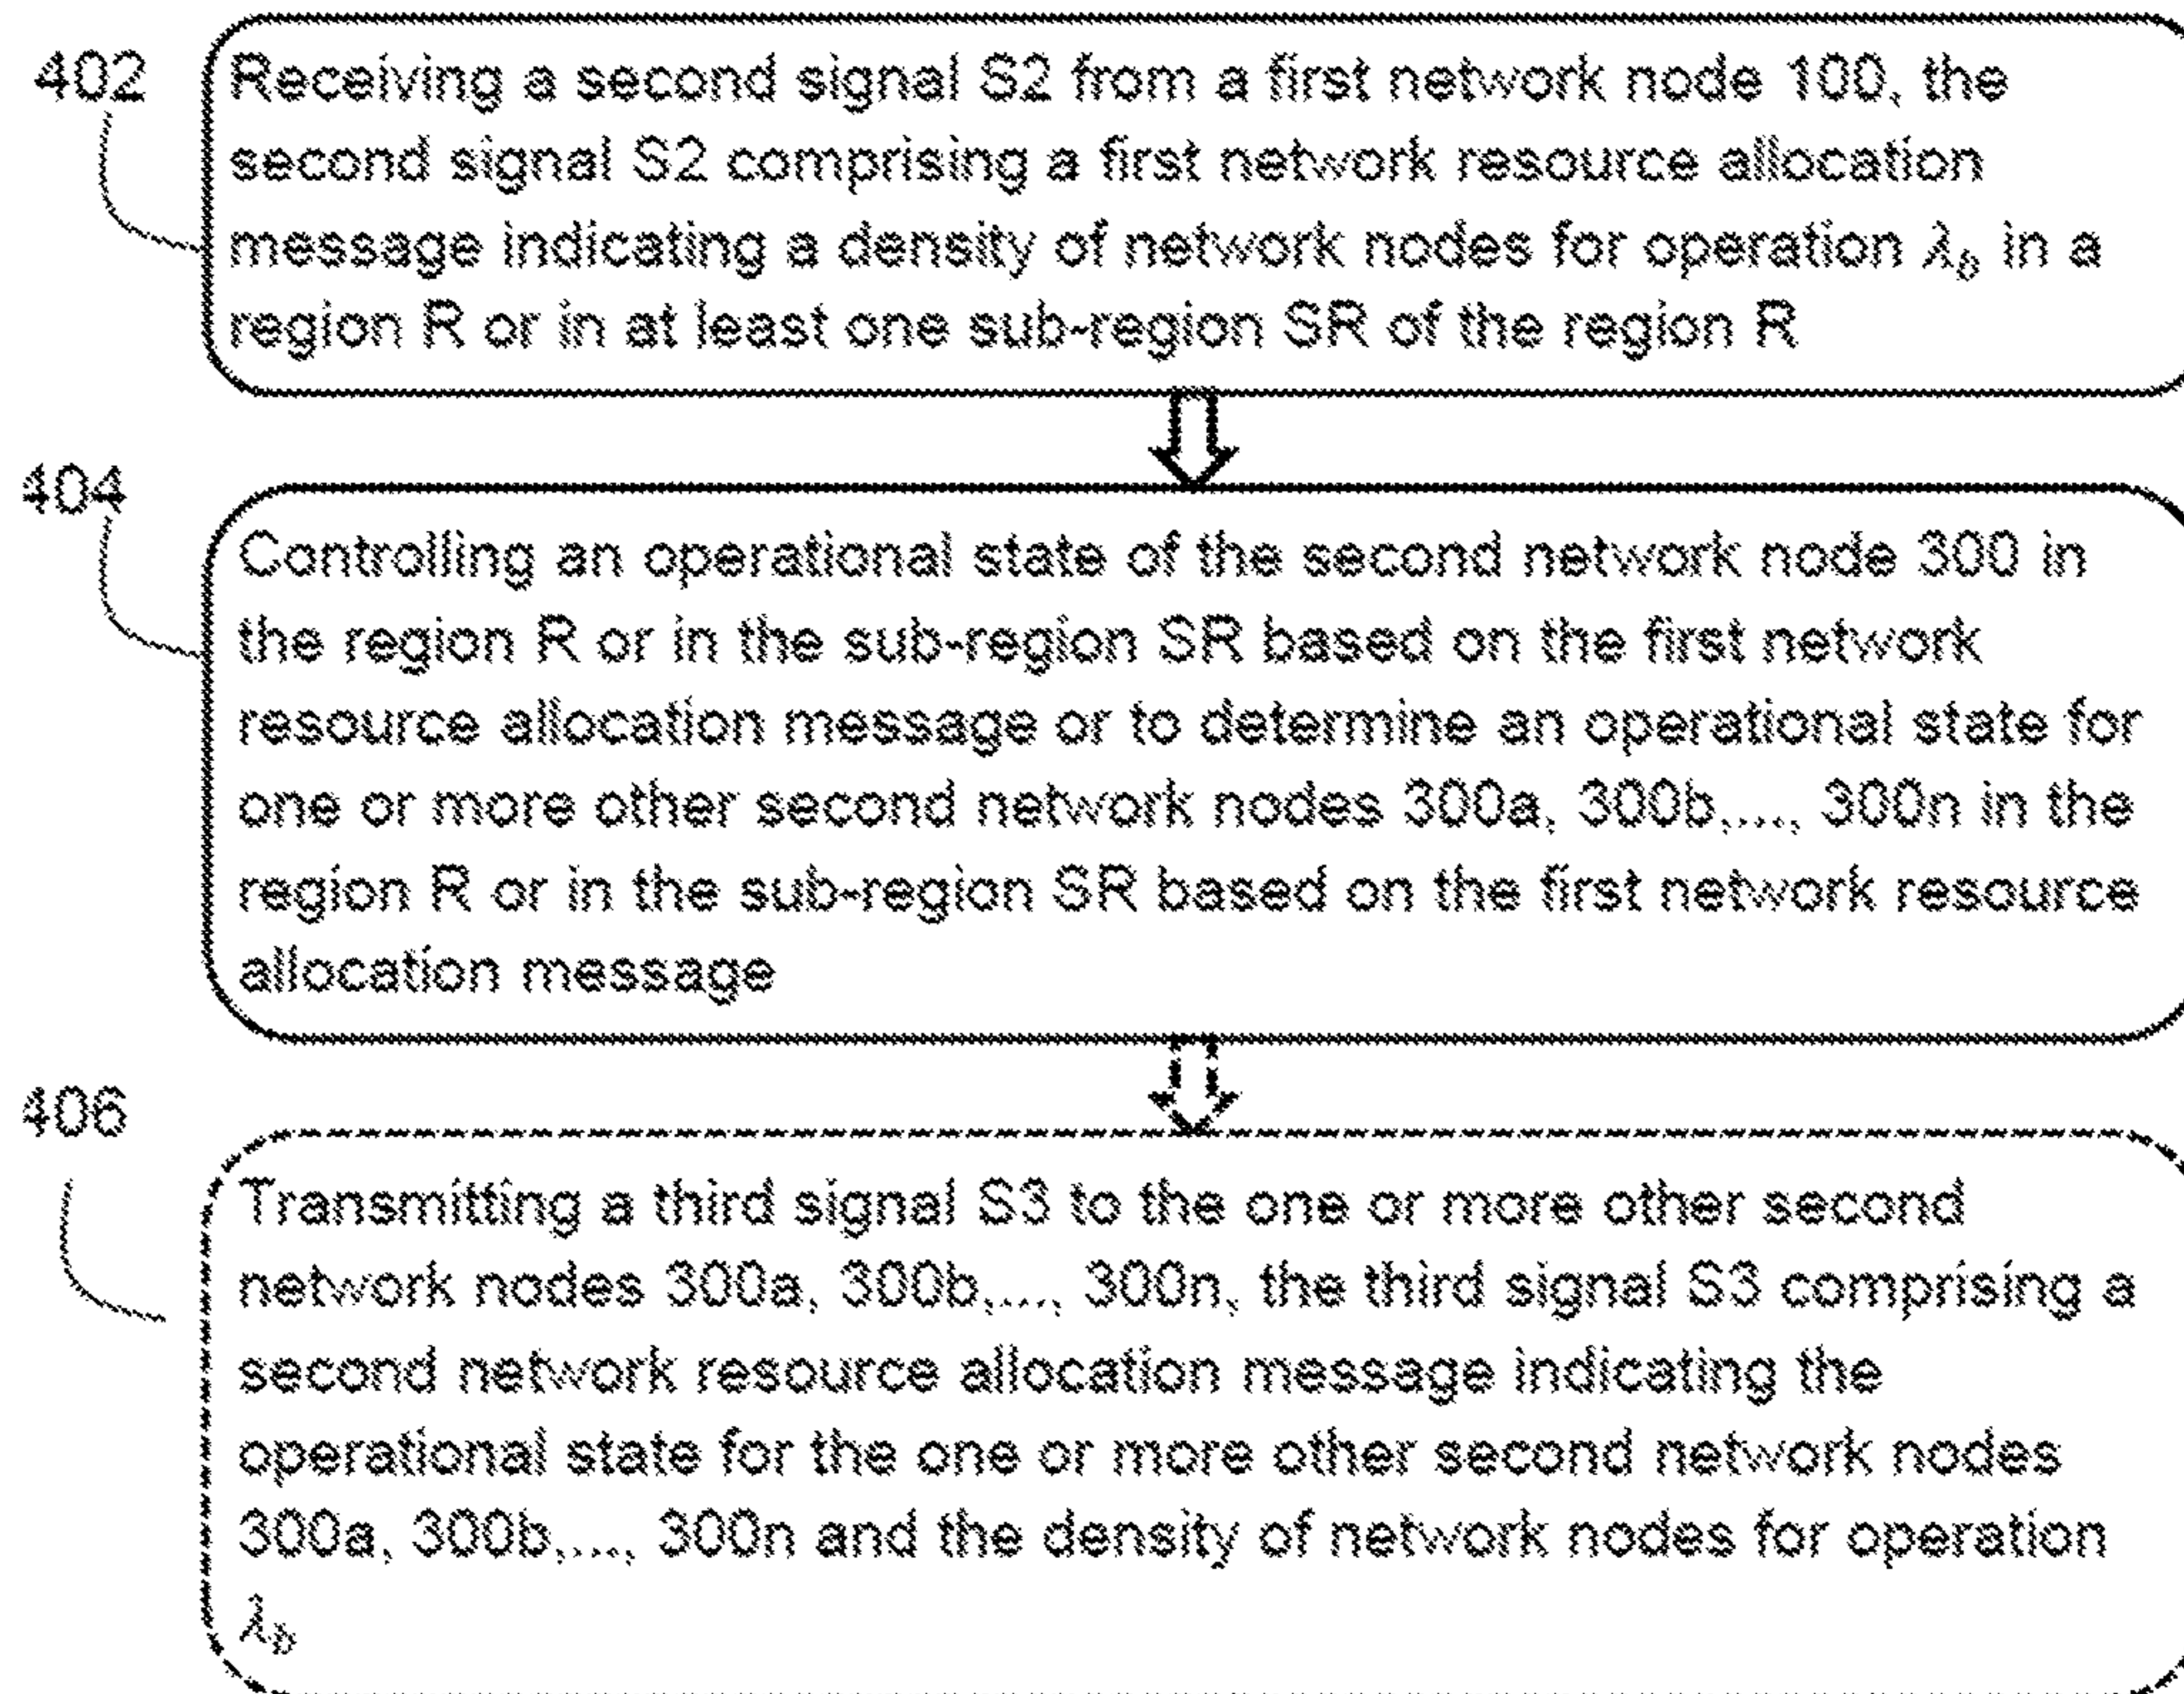 402
Receiving a second signal S2 from a first network node 100, the
second signal S2 comprising a first network resource allocation
message indicating a density of network nodes for operation λ_b in a
region R or in at least one sub-region SR of the region R
404
Controlling an operational state of the second network node 300 in
the region R or in the sub-region SR based on the first network
resource allocation message or to determine an operational state for
one or more other second network nodes 300a, 300b,..., 300n in the
region R or in the sub-region SR based on the first network resource
allocation message
406
Transmitting a third signal S3 to the one or more other second
network nodes 300a, 300b,..., 300n, the third signal S3 comprising a
second network resource allocation message indicating the
operational state for the one or more other second network nodes
300a, 300b,..., 300n and the density of network nodes for operation
λ_b